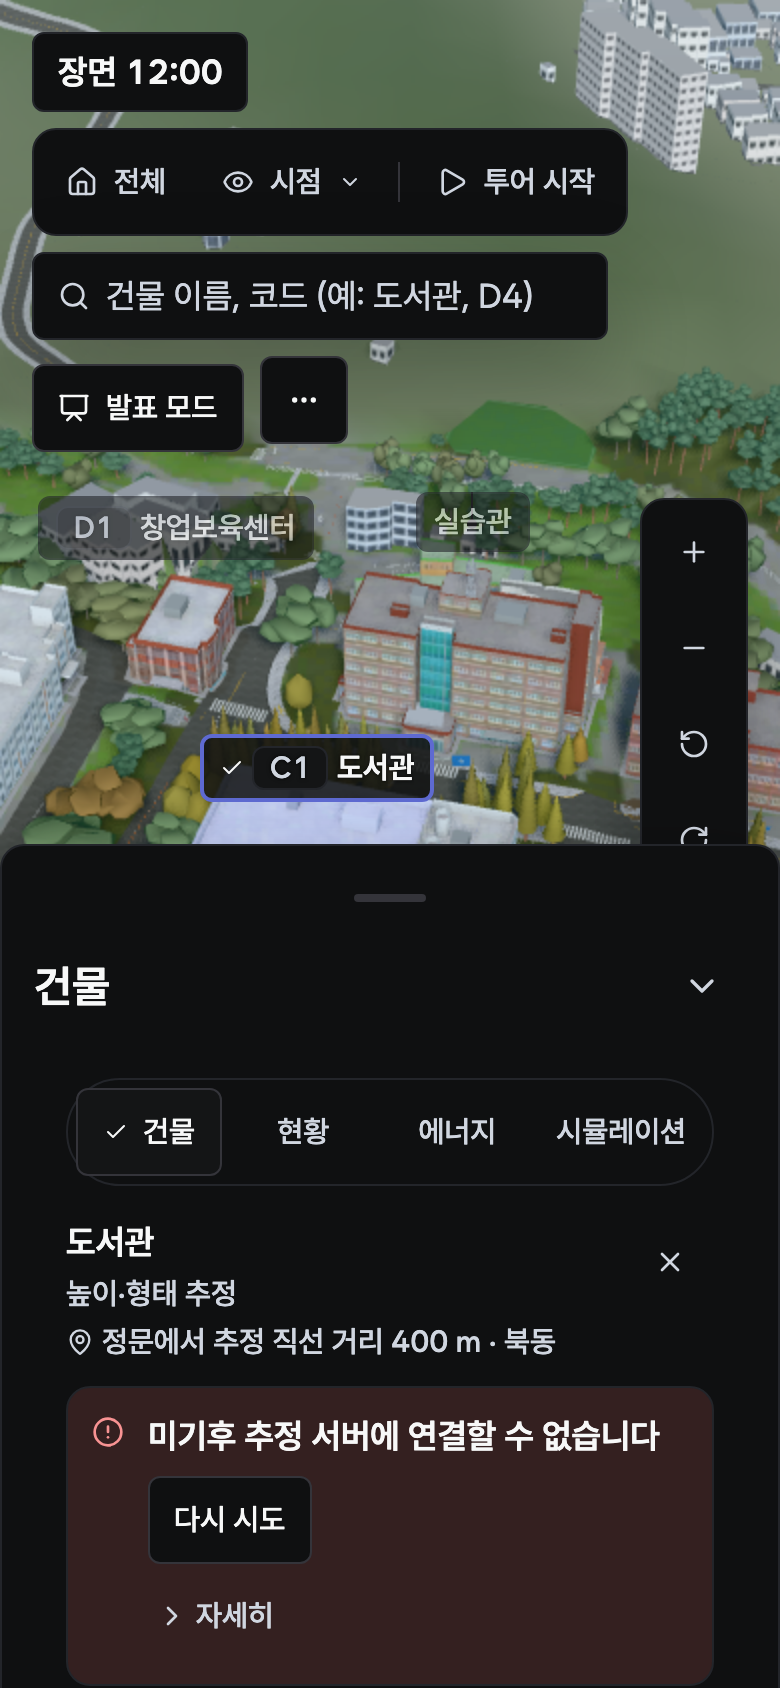 장면 12:00
전체 시점 투어 시작
건물 이름, 코드 (예: 도서관, D4)
발표 모드
D1 창업보육센터
실습관
C1 도서관
건물
건물 현황 에너지 시뮬레이션
도서관
높이·형태 추정
정문에서 추정 직선 거리 400 m · 북동
미기후 추정 서버에 연결할 수 없습니다
다시 시도
자세히